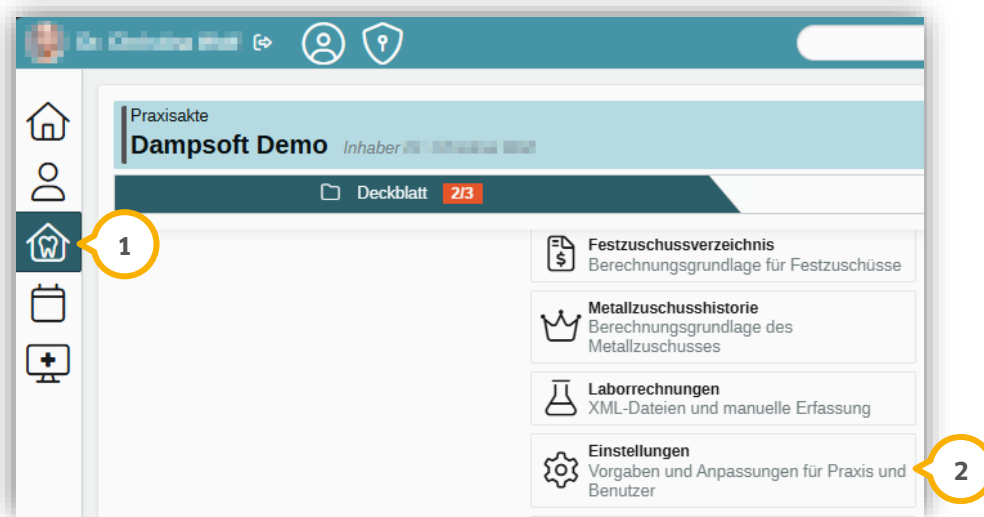 Praxisakte
Dampsoft Demo Inhaber
Deckblatt 2/3
1
Festzuschussverzeichnis
Berechnungsgrundlage für Festzuschüsse
Metallzuschusshistorie
Berechnungsgrundlage des
Metallzuschusses
Laborrechnungen
XML-Dateien und manuelle Erfassung
Einstellungen
Vorgaben und Anpassungen für Praxis und
Benutzer
2